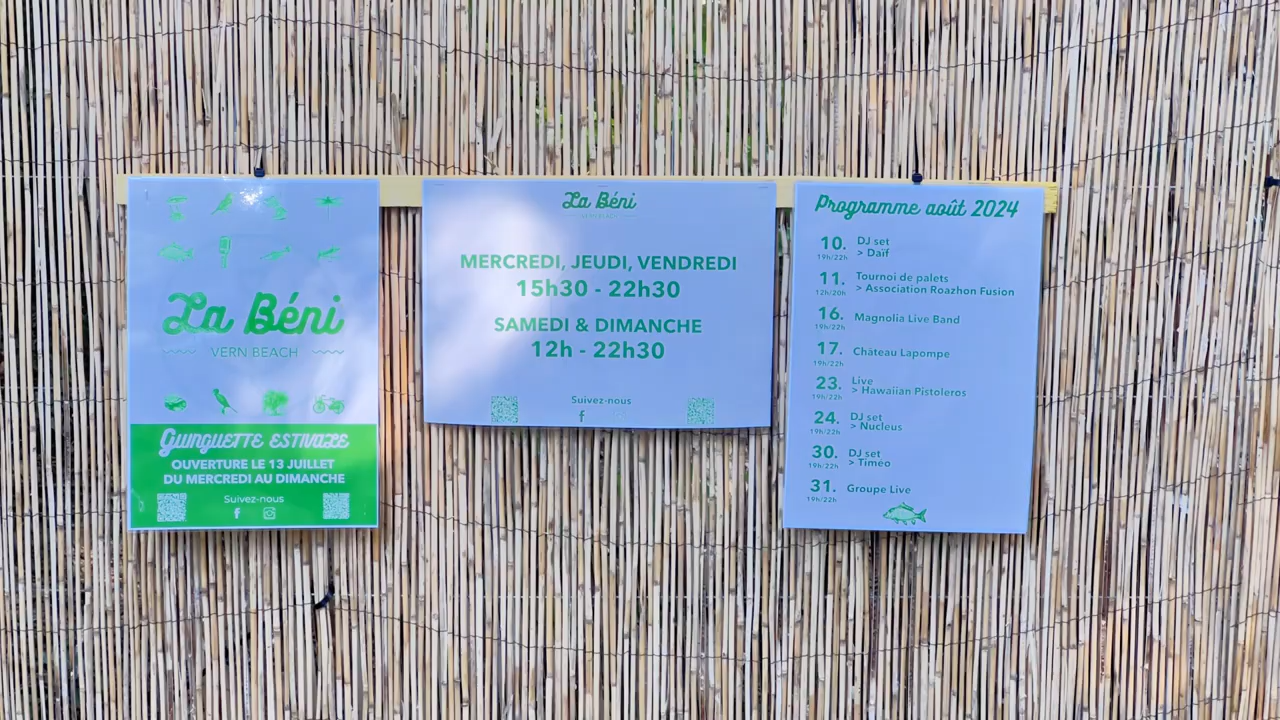 La Béni
VERN BEACH
Guinguette estivale
OUVERTURE LE 13 JUILLET
DU MERCREDI AU DIMANCHE
Suivez-nous
La Béni
VERN BEACH
MERCREDI, JEUDI, VENDREDI
15h30 - 22h30
SAMEDI & DIMANCHE
12h - 22h30
Suivez-nous
Programme août 2024
10. DJ set
19h/22h > Daïf
11. Tournoi de palets
12h/20h > Association Roazhon Fusion
16. Magnolia Live Band
19h/22h
17. Château Lapompe
19h/22h
23. Live
19h/22h > Hawaiian Pistoleros
24. DJ set
19h/22h > Nucleus
30. DJ set
19h/22h > Timéo
31. Groupe Live
19h/22h